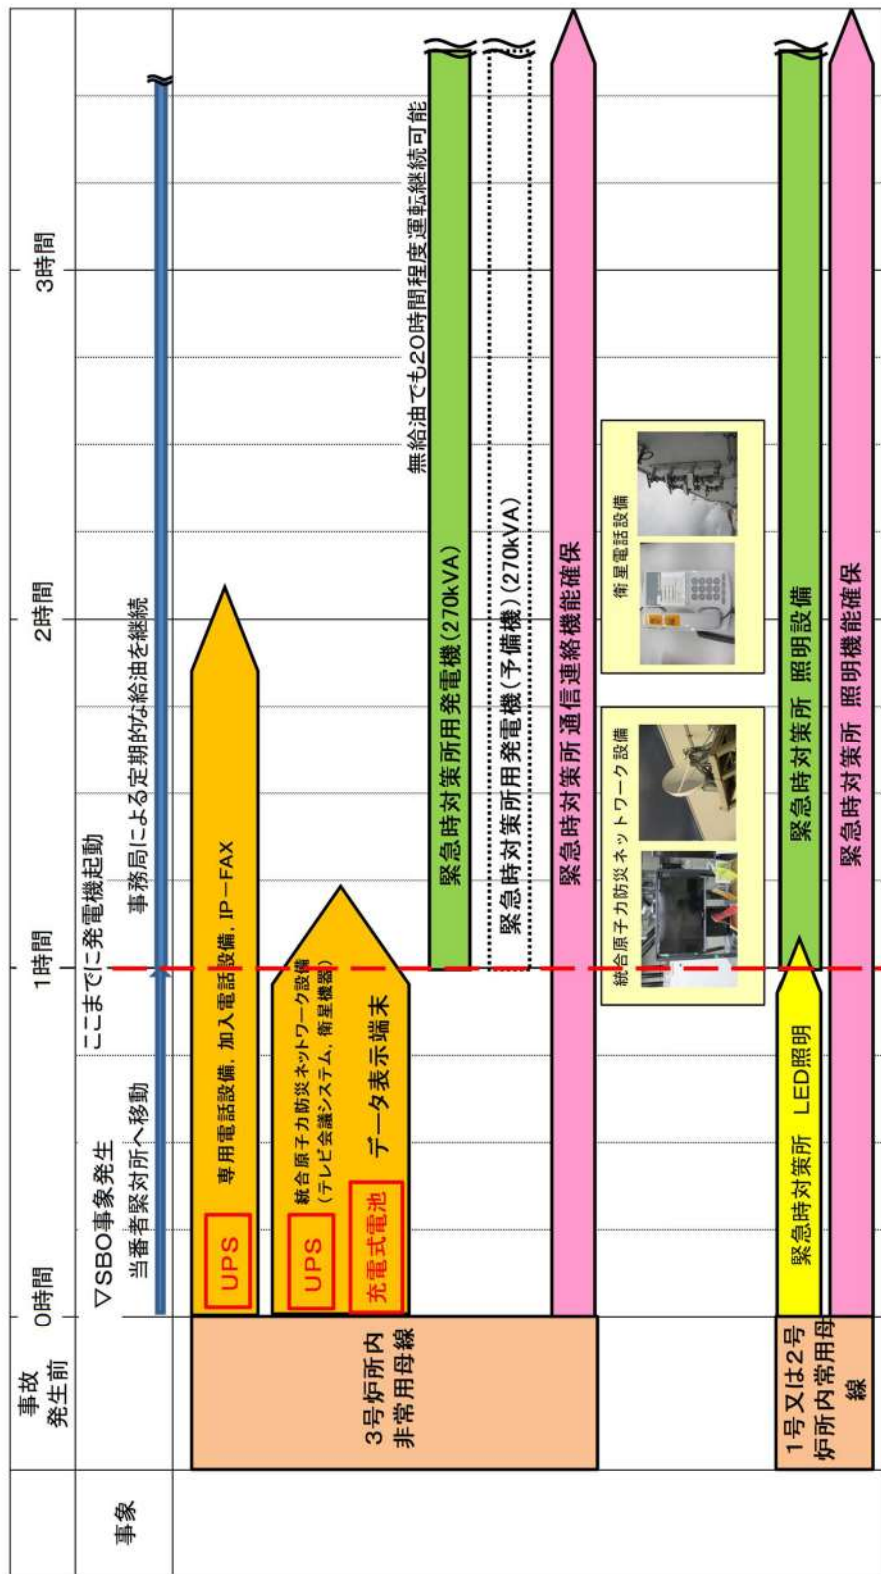 事故
発生前
0時間
1時間
2時間
3時間
事象
▽SBO事象発生
ここまでに発電機起動
当番者緊対所へ移動
事務局による定期的な給油を継続
3号炉所内
非常用母線
UPS
専用電話設備，加入電話設備，IP－FAX
UPS
統合原子力防災ネットワーク設備
(テレビ会議システム，衛星機器)
充電式電池
データ表示端末
無給油でも20時間程度運転継続可能
緊急時対策所用発電機(270kVA)
緊急時対策所用発電機(予備機)(270kVA)
緊急時対策所 通信連絡機能確保
統合原子力防災ネットワーク設備
衛星電話設備
1号又は2号
炉所内常用母
線
緊急時対策所　LED照明
緊急時対策所　照明設備
緊急時対策所　照明機能確保